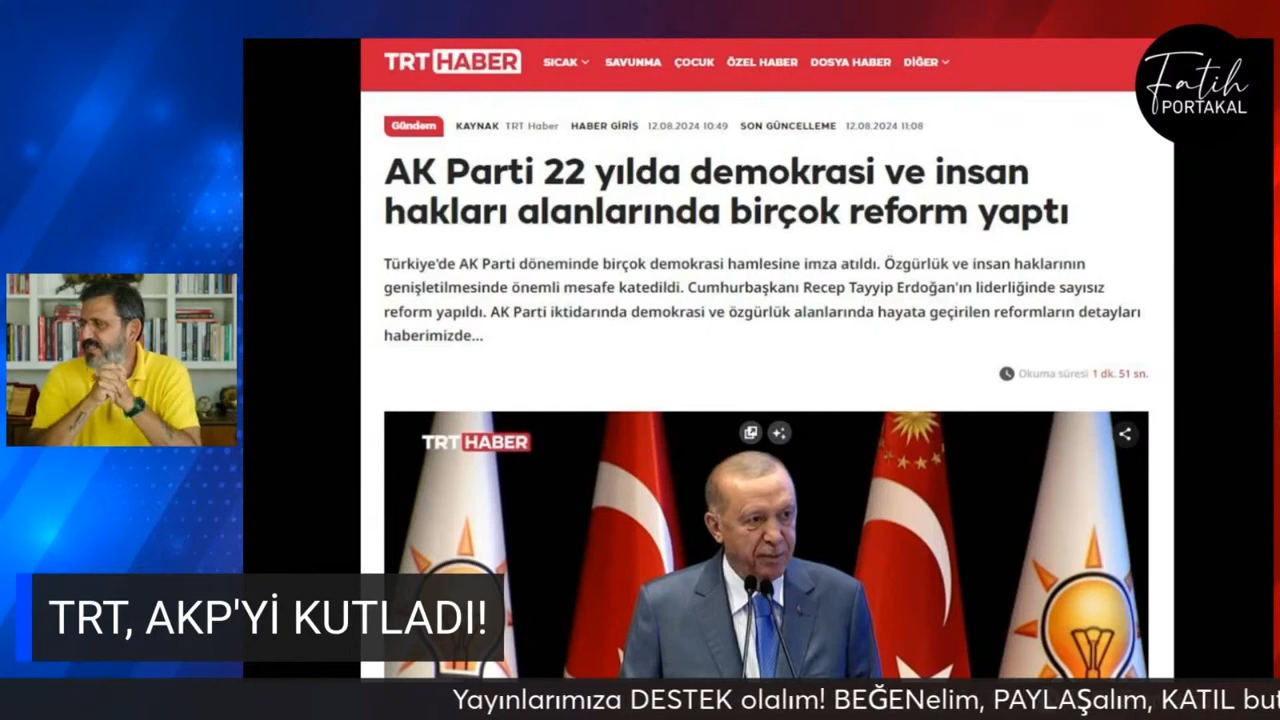 TRT HABER
SICAK SAVUNMA ÇOCUK ÖZEL HABER DOSYA HABER DİĞER
Fatih
PORTAKAL
Gündem KAYNAK TRT Haber HABER GİRİŞ 12.08.2024 10:49 SON GÜNCELLEME 12.08.2024 11:08
AK Parti 22 yılda demokrasi ve insan
hakları alanlarında birçok reform yaptı
Türkiye'de AK Parti döneminde birçok demokrasi hamlesine imza atıldı. Özgürlük ve insan haklarının
genişletilmesinde önemli mesafe katedildi. Cumhurbaşkanı Recep Tayyip Erdoğan'ın liderliğinde sayısız
reform yapıldı. AK Parti iktidarında demokrasi ve özgürlük alanlarında hayata geçirilen reformların detayları
haberimizde...
Okuma süresi 1 dk. 51 sn.
TRT HABER
TRT, AKP'Yİ KUTLADI!
Yayınlarımıza DESTEK olalım! BEĞENelim, PAYLAŞalım, KATIL but